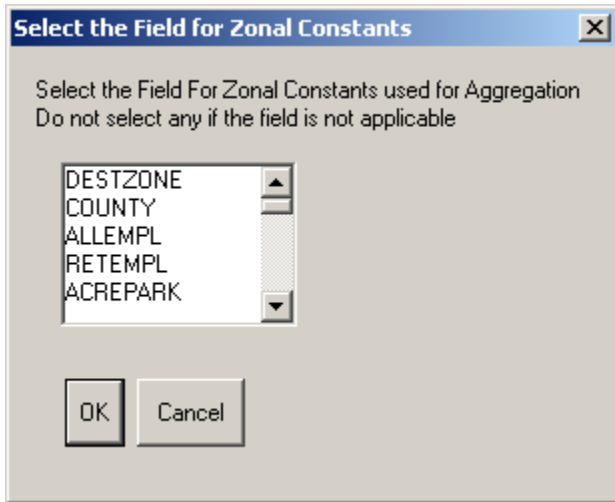 Select the Field for Zonal Constants
Select the Field For Zonal Constants used for Aggregation
Do not select any if the field is not applicable
DESTZONE
COUNTY
ALLEMPL
RETEMPL
ACREPARK
OK
Cancel